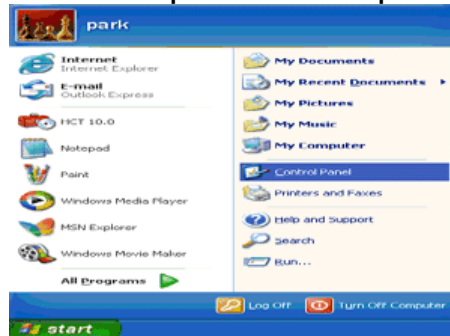 park
Internet
Internet Explorer
E-mail
Outlook Express
HCT 10.0
Notepad
Paint
Windows Media Player
MSN Explorer
Windows Movie Maker
All Programs
My Documents
My Recent Documents
My Pictures
My Music
My Computer
Control Panel
Printers and Faxes
Help and Support
Search
Run...
Log Off
Turn Off Computer
start